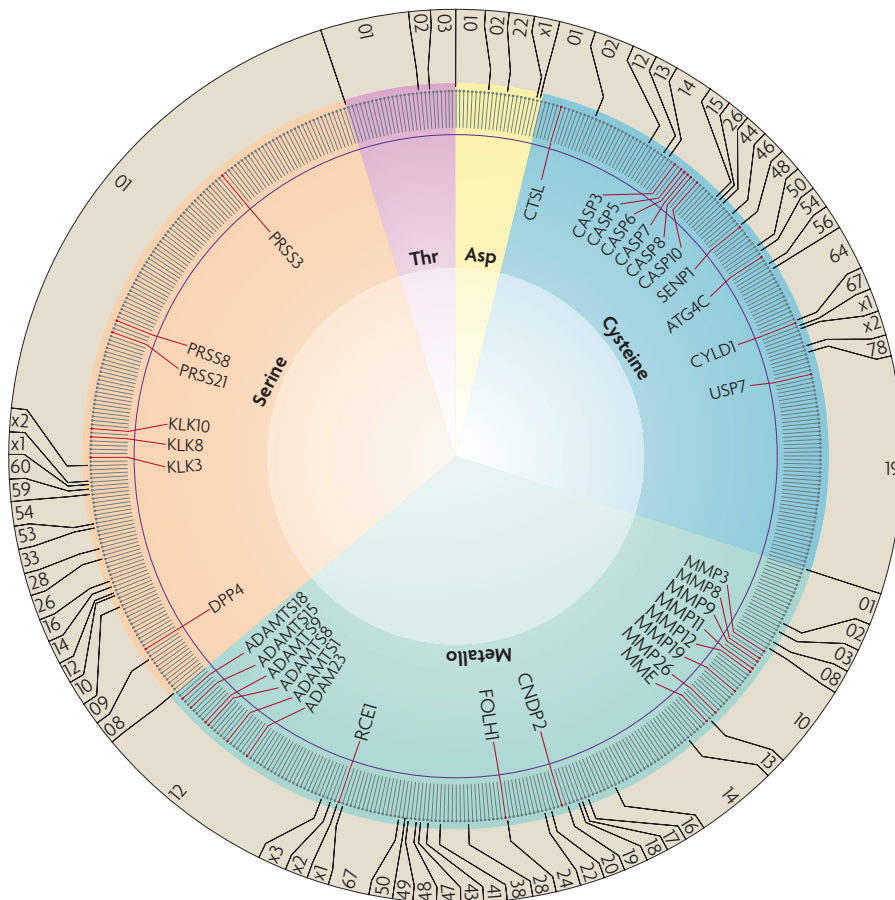 01
02
03
01
02
22
x1
01
02
12
13
14
15
26
44
46
48
50
54
56
64
67
x1
x2
78
19
01
02
03
08
10
13
14
16
17
18
19
20
22
24
28
38
41
43
47
48
49
50
67
x1
x2
x3
12
08
09
10
12
14
16
26
28
33
53
54
59
60
x1
x2
01
Thr
Asp
Cysteine
Metallo
Serine
CTSL
CASP3
CASP5
CASP6
CASP7
CASP8
CASP10
SENP1
ATG4C
CYLD1
USP7
MMP3
MMP8
MMP9
MMP11
MMP12
MMP19
MMP26
MME
CNDP2
FOLH1
RCE1
ADAM23
ADAMTS1
ADAMTS8
ADAMTS9
ADAMTS15
ADAMTS18
DPP4
KLK3
KLK8
KLK10
PRSS21
PRSS8
PRSS3